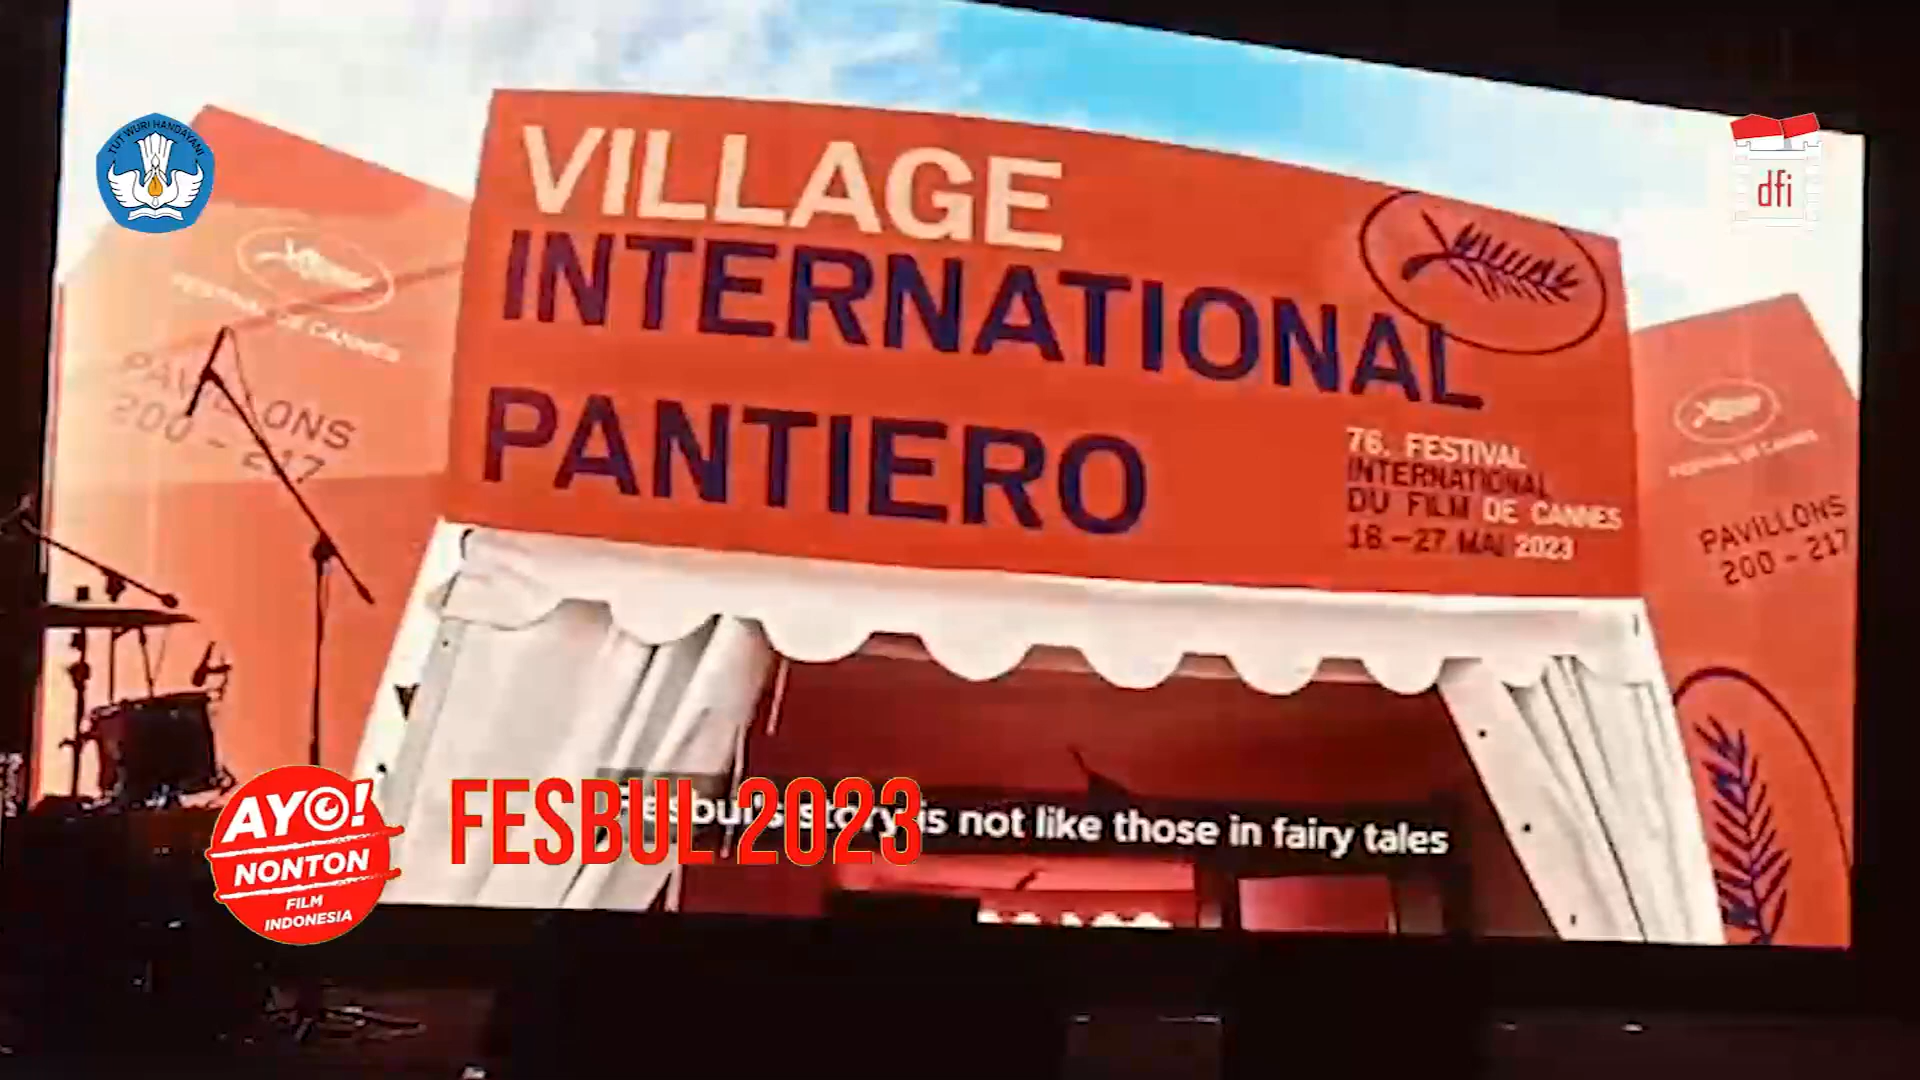 TUT WURI HANDAYANI
dfi
VILLAGE
INTERNATIONAL
PANTIERO
76. FESTIVAL
INTERNATIONAL
DU FILM DE CANNES
16–27 MAI 2023
FESTIVAL DE CANNES
PAVILLONS
200 – 217
FESTIVAL DE CANNES
PAVILLONS
200 – 217
FESBUL 2023
Fesbul's story is not like those in fairy tales
AYO!
NONTON
FILM
INDONESIA